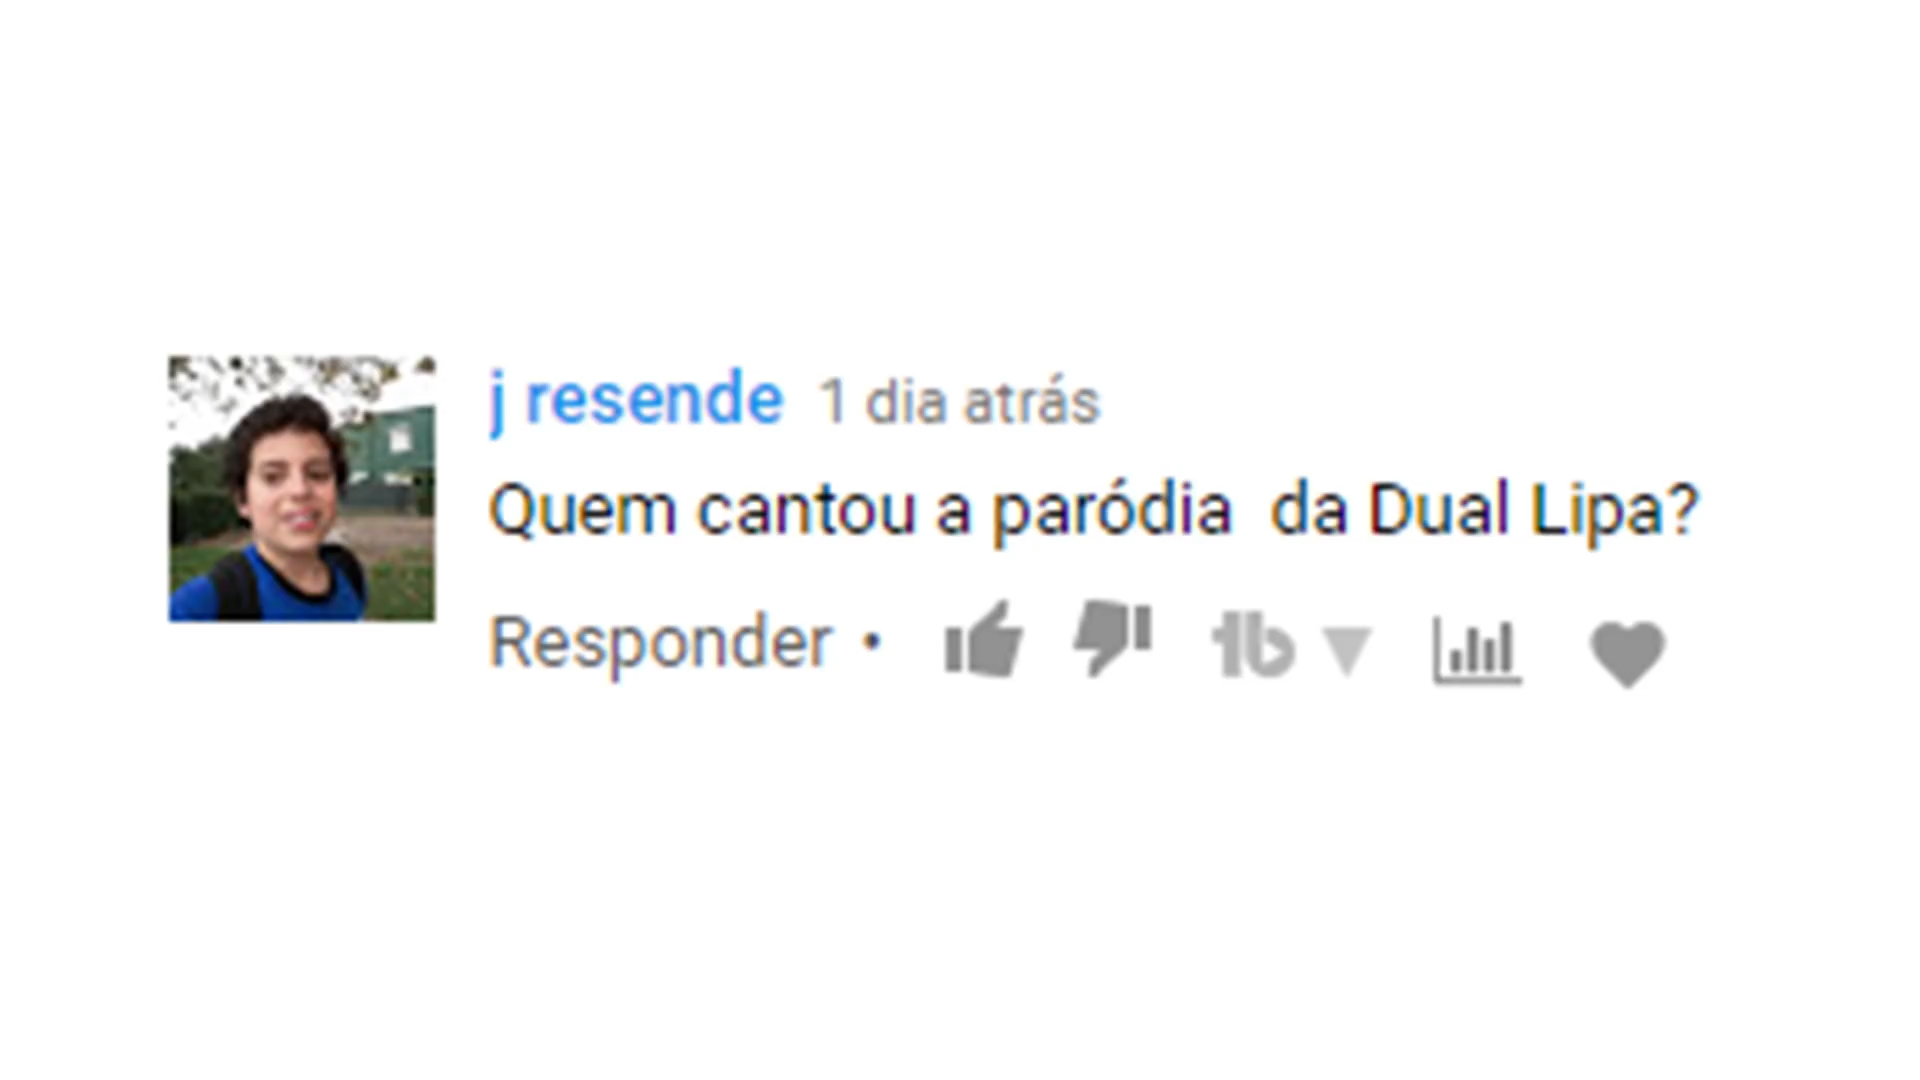 j resende 1 dia atrás
Quem cantou a paródia  da Dual Lipa?
Responder •